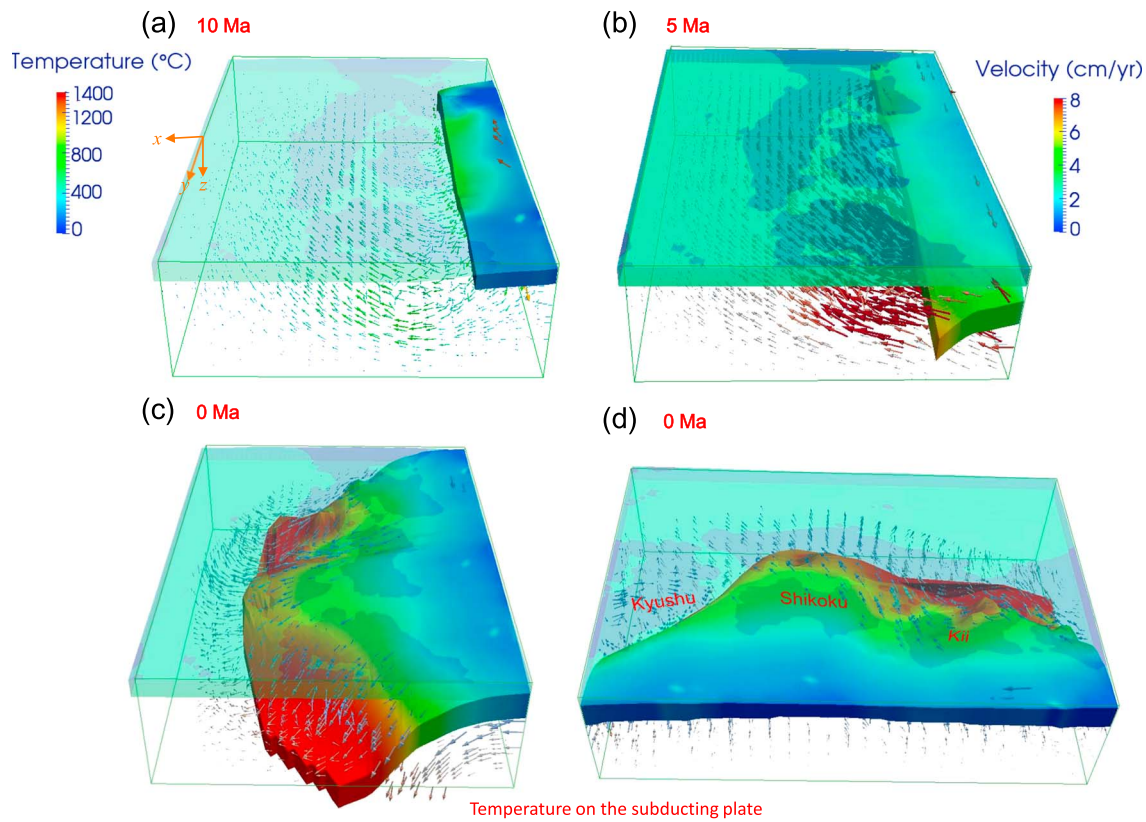 (a) 10 Ma
(b) 5 Ma
Temperature (°C)
1400
1200
800
400
0
x
y
z
Velocity (cm/yr)
8
6
4
2
0
(c) 0 Ma
(d) 0 Ma
Kyushu
Shikoku
Kii
Temperature on the subducting plate